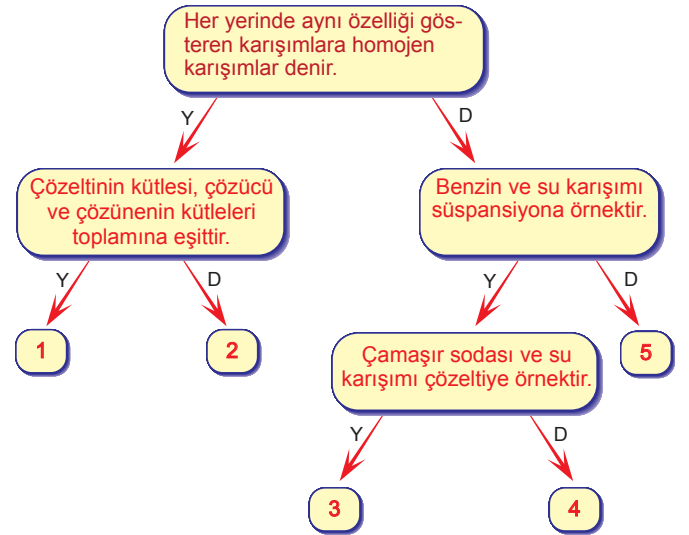 Her yerinde aynı özelliği gös-
teren karışımlara homojen
karışımlar denir.
Y
D
Çözeltinin kütlesi, çözücü
ve çözünenin kütleleri
toplamına eşittir.
Benzin ve su karışımı
süspansiyona örnektir.
Y
D
Y
D
1
2
Çamaşır sodası ve su
karışımı çözeltiye örnektir.
5
Y
D
3
4